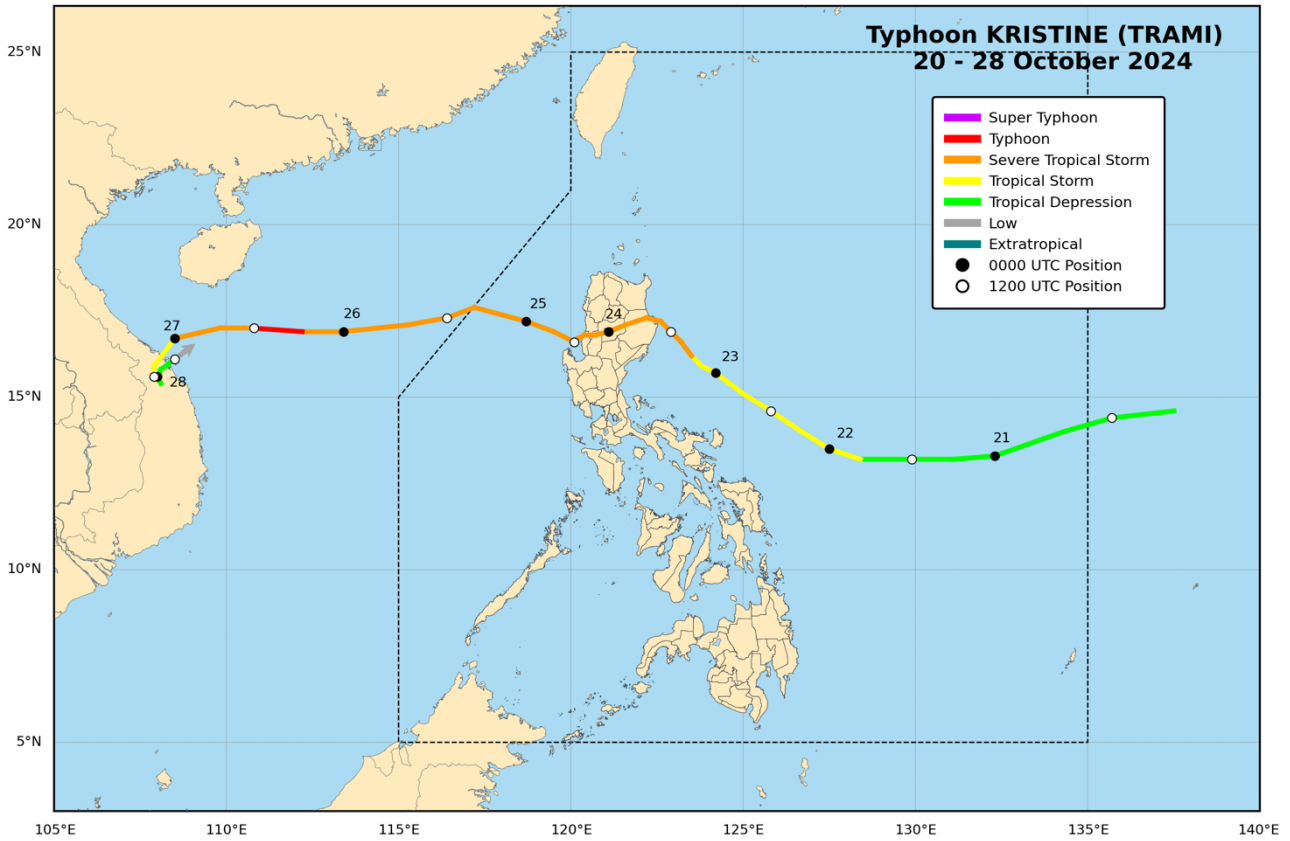 Typhoon KRISTINE (TRAMI)
20 - 28 October 2024
25°N
20°N
15°N
10°N
5°N
Super Typhoon
Typhoon
Severe Tropical Storm
Tropical Storm
Tropical Depression
Low
Extratropical
0000 UTC Position
1200 UTC Position
27
26
25
24
23
28
22
21
105°E
110°E
115°E
120°E
125°E
130°E
135°E
140°E